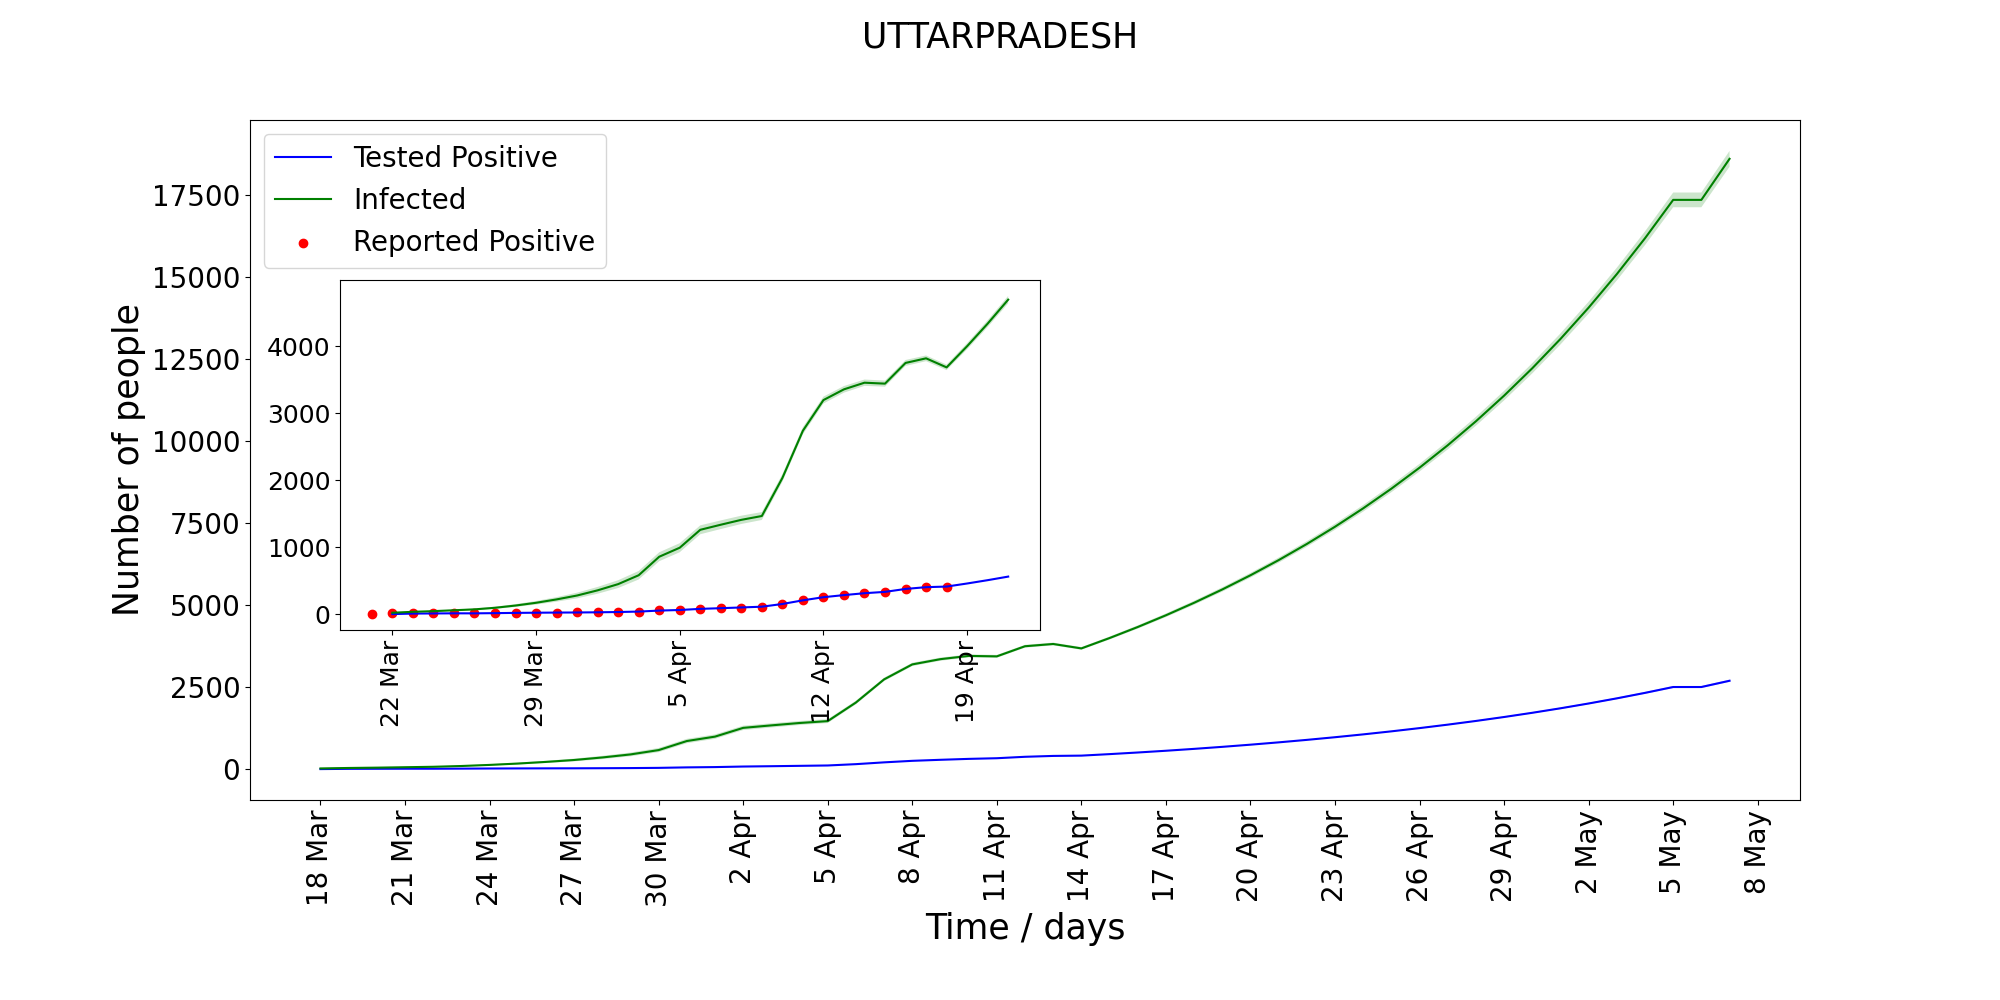 UTTARPRADESH
Tested Positive
Infected
Reported Positive
Number of people
17500
15000
12500
10000
7500
5000
2500
0
4000
3000
2000
1000
0
22 Mar
29 Mar
5 Apr
12 Apr
19 Apr
18 Mar
21 Mar
24 Mar
27 Mar
30 Mar
2 Apr
5 Apr
8 Apr
11 Apr
14 Apr
17 Apr
20 Apr
23 Apr
26 Apr
29 Apr
2 May
5 May
8 May
Time / days